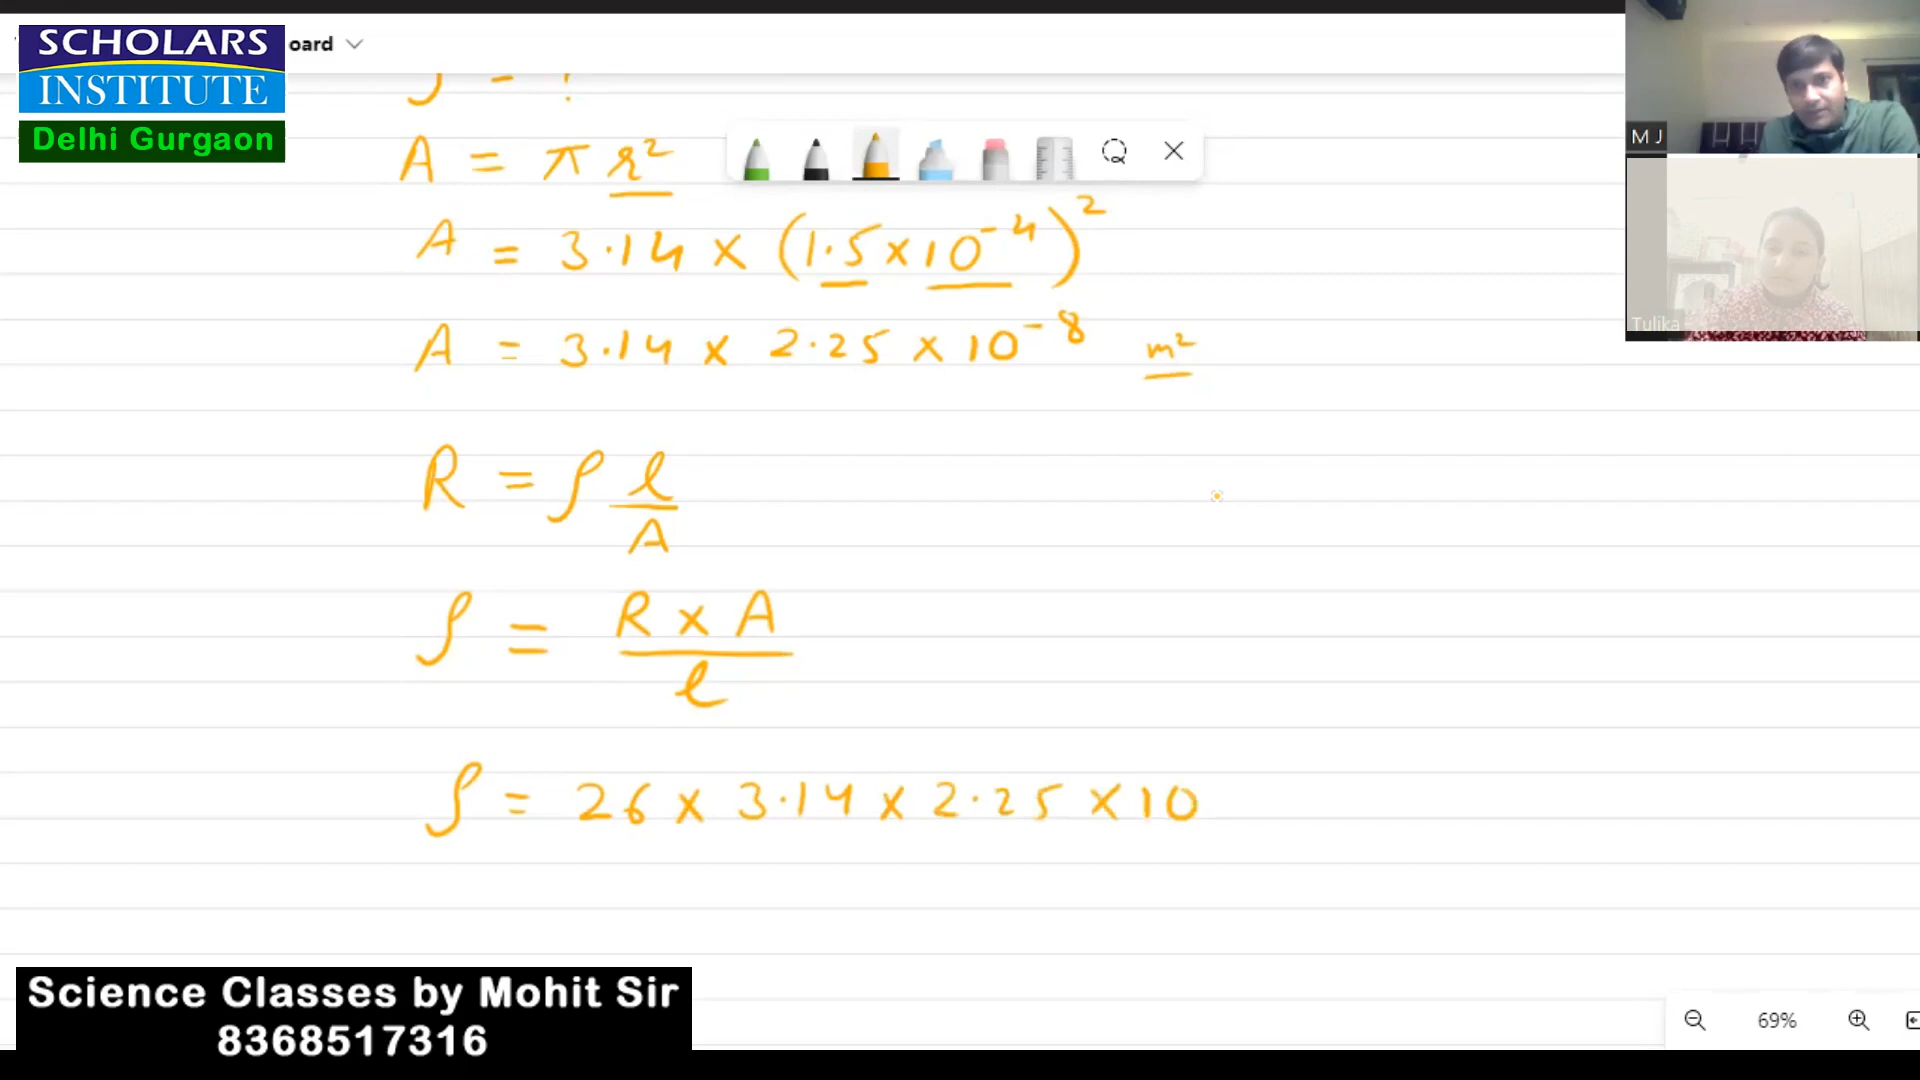 SCHOLARS
INSTITUTE
Delhi Gurgaon
oard
ρ = ?
A = π r²
A = 3.14 × (1.5 × 10⁻⁴)²
A = 3.14 × 2.25 × 10⁻⁸ m²
R = ρ l/A
ρ = R × A / l
ρ = 26 × 3.14 × 2.25 × 10
M J
Tulika
Science Classes by Mohit Sir
8368517316
69%